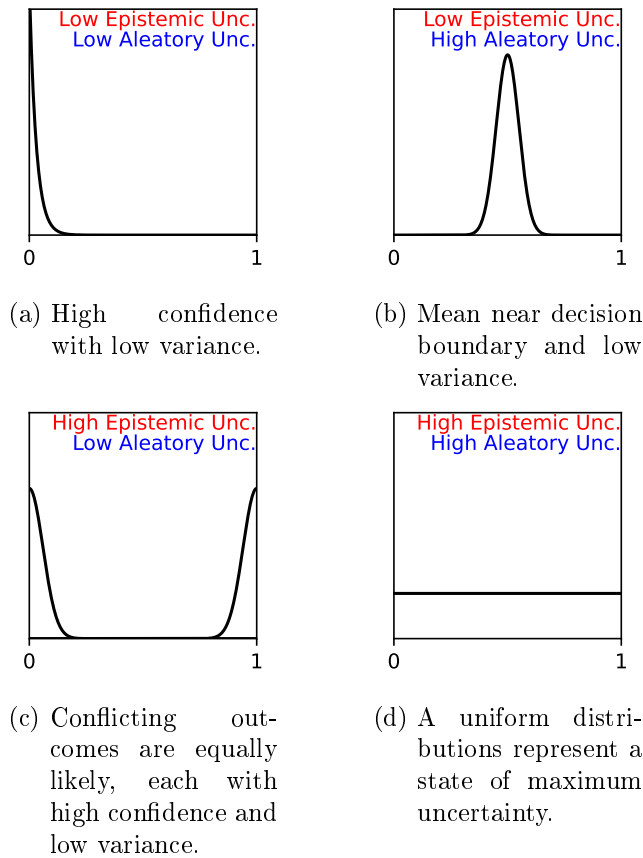 Low Epistemic Unc.
Low Aleatory Unc.
0 1
(a) High confidence
with low variance.
Low Epistemic Unc.
High Aleatory Unc.
0 1
(b) Mean near decision
boundary and low
variance.
High Epistemic Unc.
Low Aleatory Unc.
0 1
(c) Conflicting out-
comes are equally
likely, each with
high confidence and
low variance.
High Epistemic Unc.
High Aleatory Unc.
0 1
(d) A uniform distri-
butions represent a
state of maximum
uncertainty.